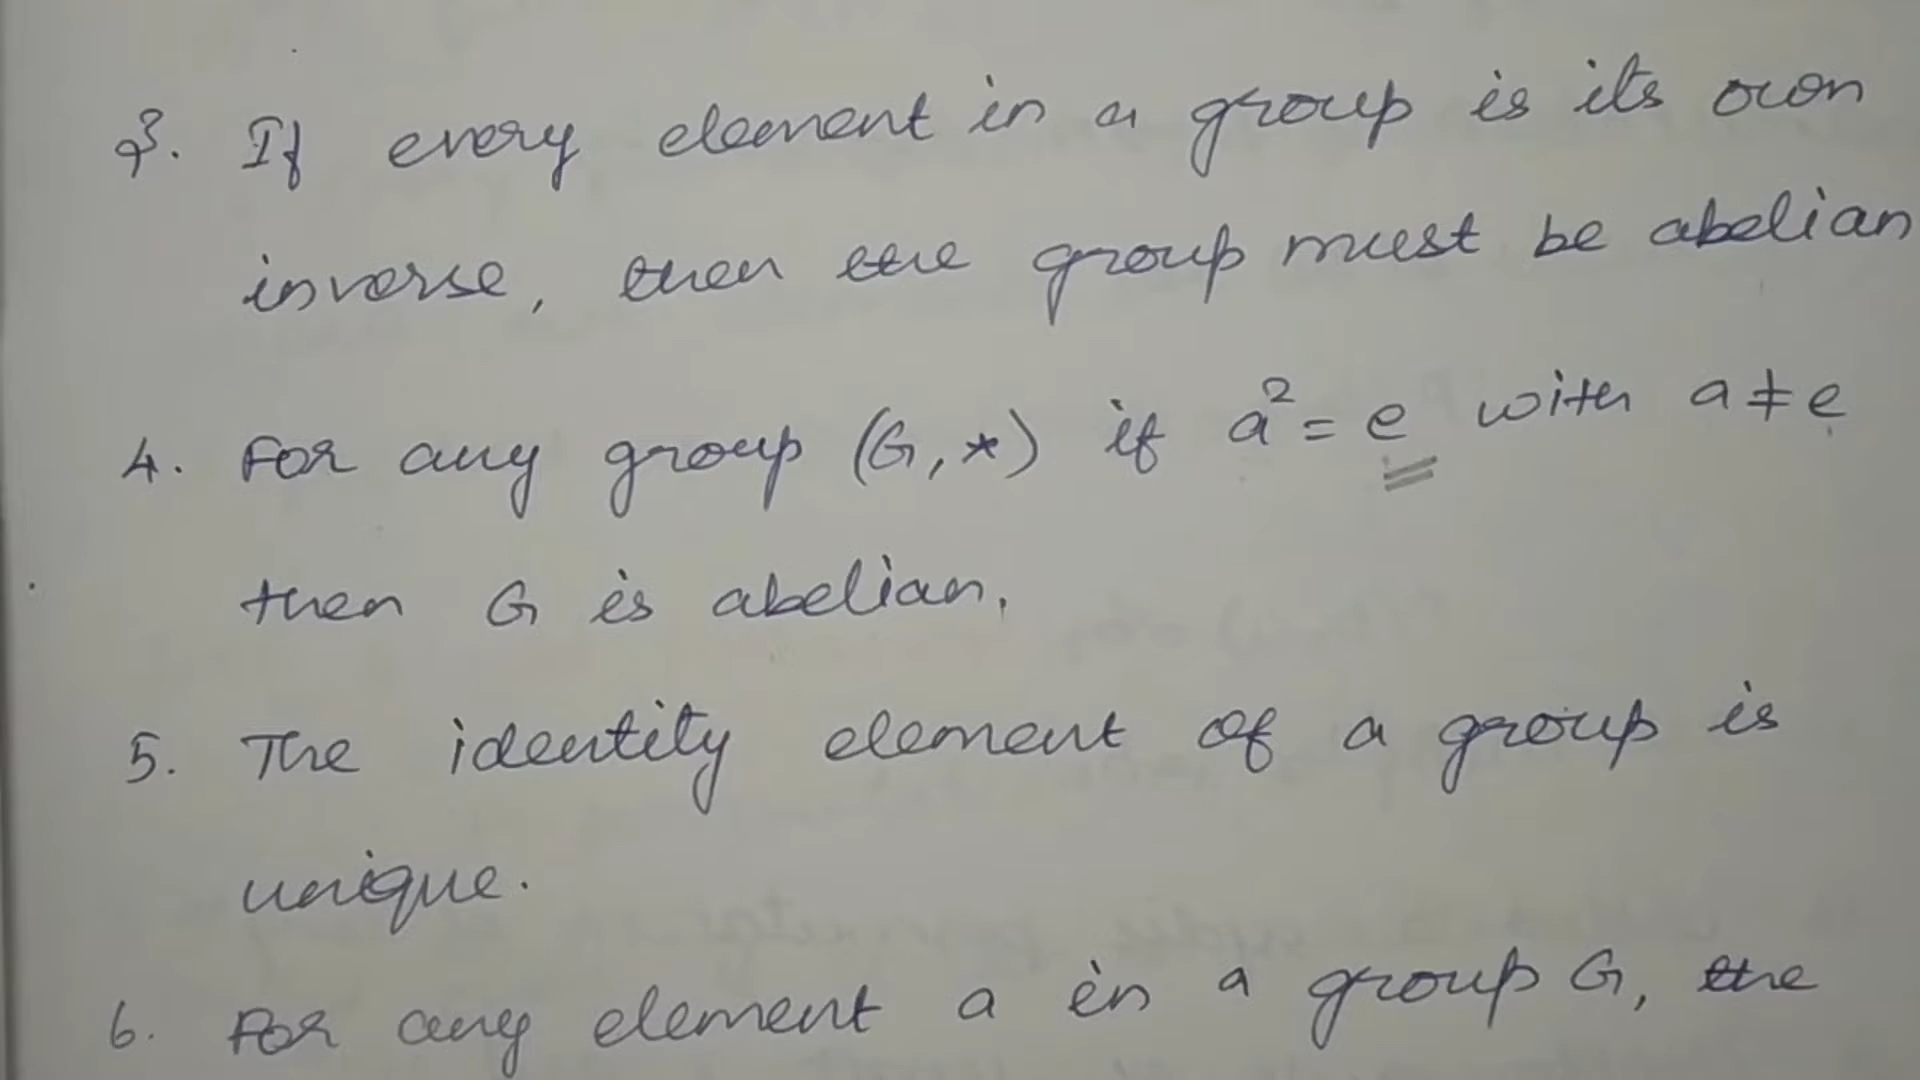 3. If every element in a group is its own
inverse, then the group must be abelian
4. For any group (G, *) if a² = e with a ≠ e
then G is abelian.
5. The identity element of a group is
unique.
6. For any element a in a group G, the